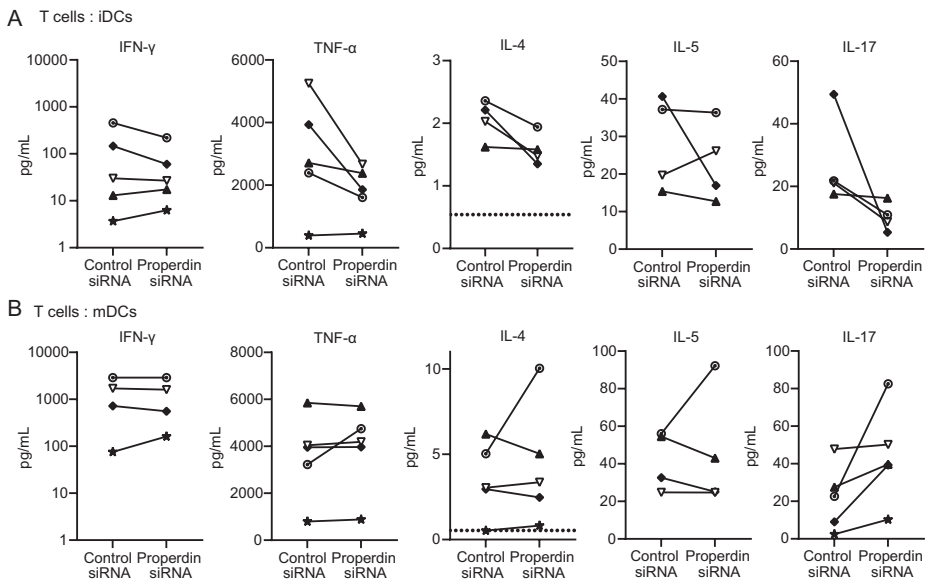 A T cells : iDCs
IFN-γ
TNF-α
IL-4
IL-5
IL-17
pg/mL
10000
1000
100
10
1
Control siRNA
Properdin siRNA
pg/mL
6000
4000
2000
0
Control siRNA
Properdin siRNA
pg/mL
3
2
1
0
Control siRNA
Properdin siRNA
pg/mL
50
40
30
20
10
0
Control siRNA
Properdin siRNA
pg/mL
60
40
20
0
Control siRNA
Properdin siRNA
B T cells : mDCs
IFN-γ
TNF-α
IL-4
IL-5
IL-17
pg/mL
10000
1000
100
10
1
Control siRNA
Properdin siRNA
pg/mL
8000
6000
4000
2000
0
Control siRNA
Properdin siRNA
pg/mL
10
5
0
Control siRNA
Properdin siRNA
pg/mL
100
80
60
40
20
0
Control siRNA
Properdin siRNA
pg/mL
100
80
60
40
20
0
Control siRNA
Properdin siRNA